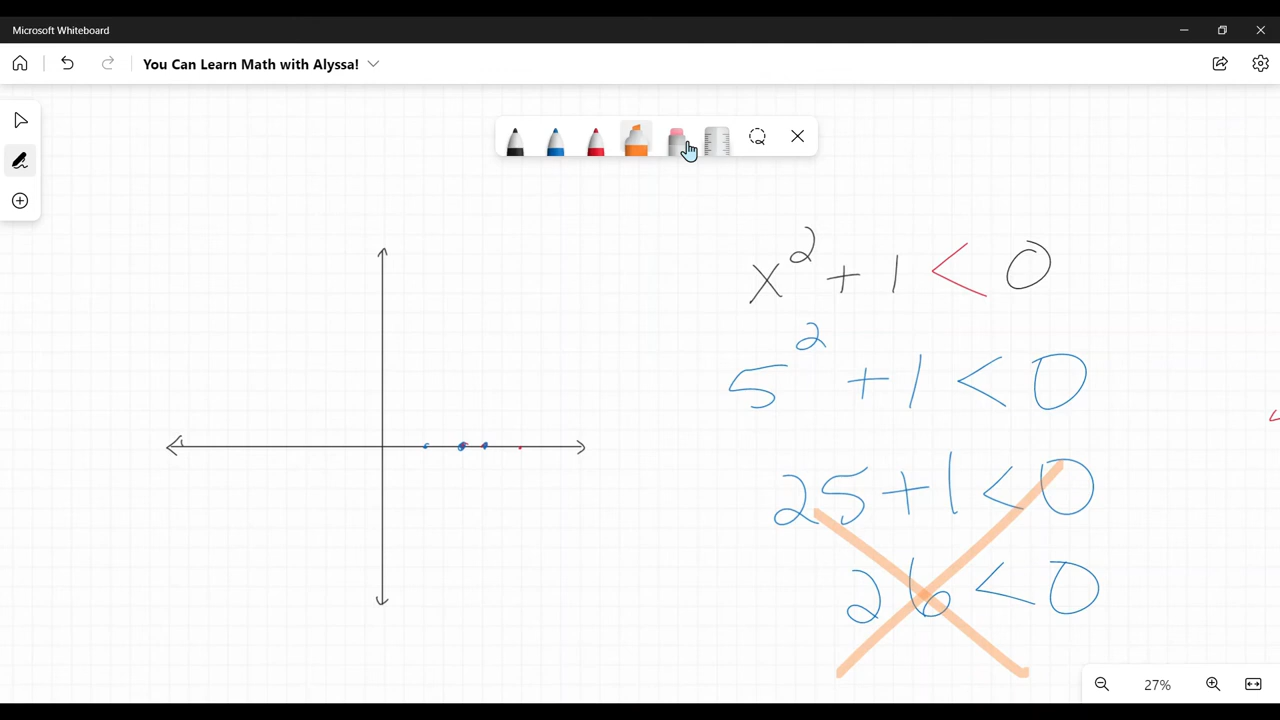 Microsoft Whiteboard
You Can Learn Math with Alyssa!
x² + 1 < 0
5² + 1 < 0
25 + 1 < 0
26 < 0
27%